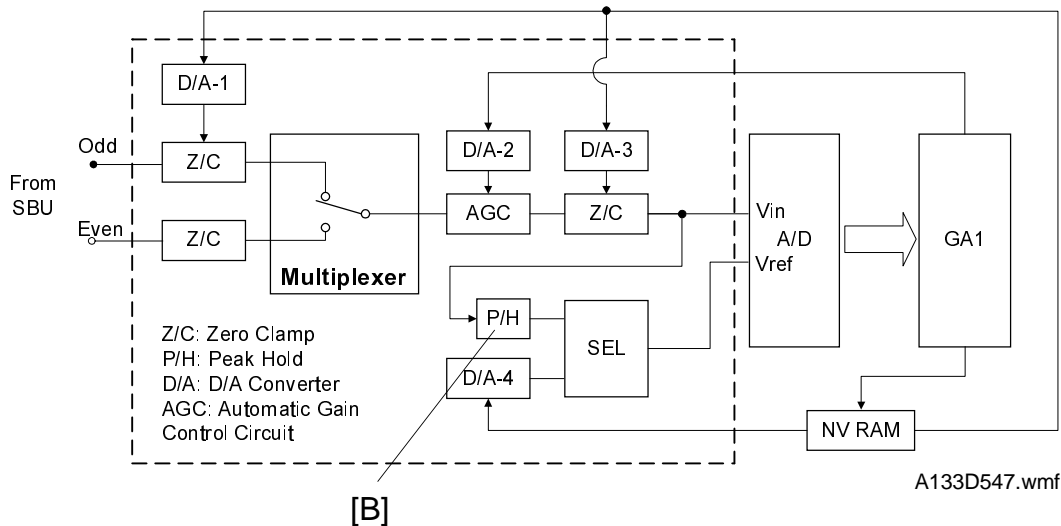 D/A-1
D/A-2
D/A-3
Odd
From
SBU
Even
Z/C
Z/C
Multiplexer
AGC
Z/C
Vin
A/D
Vref
GA1
P/H
SEL
D/A-4
NV RAM
Z/C: Zero Clamp
P/H: Peak Hold
D/A: D/A Converter
AGC: Automatic Gain
Control Circuit
A133D547.wmf
[B]